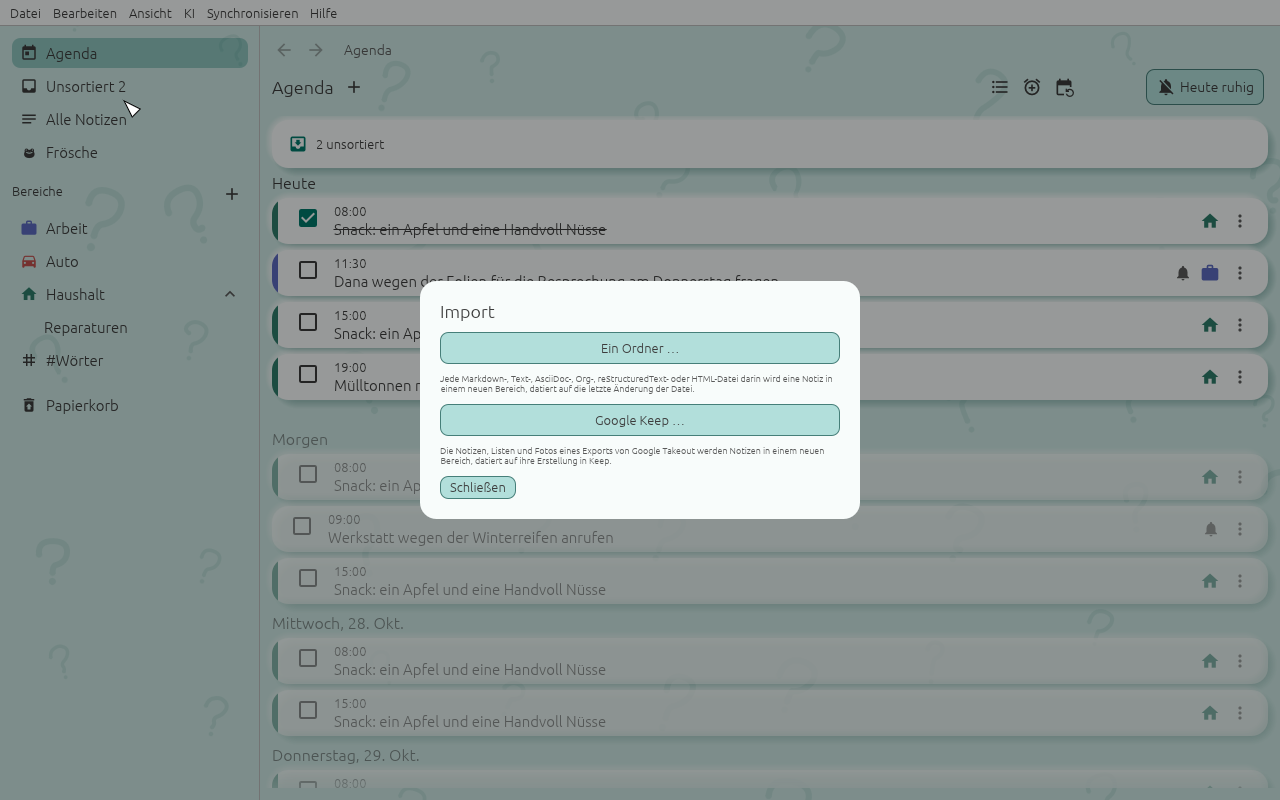 Datei Bearbeiten Ansicht KI Synchronisieren Hilfe
Agenda
Unsortiert 2
Alle Notizen
Frösche
Bereiche
Arbeit
Auto
Haushalt
Reparaturen
#Wörter
Papierkorb
Agenda
Agenda
Heute ruhig
2 unsortiert
Heute
08:00
Snack: ein Apfel und eine Handvoll Nüsse
11:30
Dana wegen der Folien für die Besprechung am Donnerstag fragen
15:00
Snack: ein Ap
19:00
Mülltonnen
Morgen
08:00
Snack: ein Ap
09:00
Werkstatt wegen der Winterreifen anrufen
15:00
Snack: ein Apfel und eine Handvoll Nüsse
Mittwoch, 28. Okt.
08:00
Snack: ein Apfel und eine Handvoll Nüsse
15:00
Snack: ein Apfel und eine Handvoll Nüsse
Donnerstag, 29. Okt.
08:00
Import
Ein Ordner …
Jede Markdown-, Text-, AsciiDoc-, Org-, reStructuredText- oder HTML-Datei darin wird eine Notiz in
einem neuen Bereich, datiert auf die letzte Änderung der Datei.
Google Keep …
Die Notizen, Listen und Fotos eines Exports von Google Takeout werden Notizen in einem neuen
Bereich, datiert auf ihre Erstellung in Keep.
Schließen